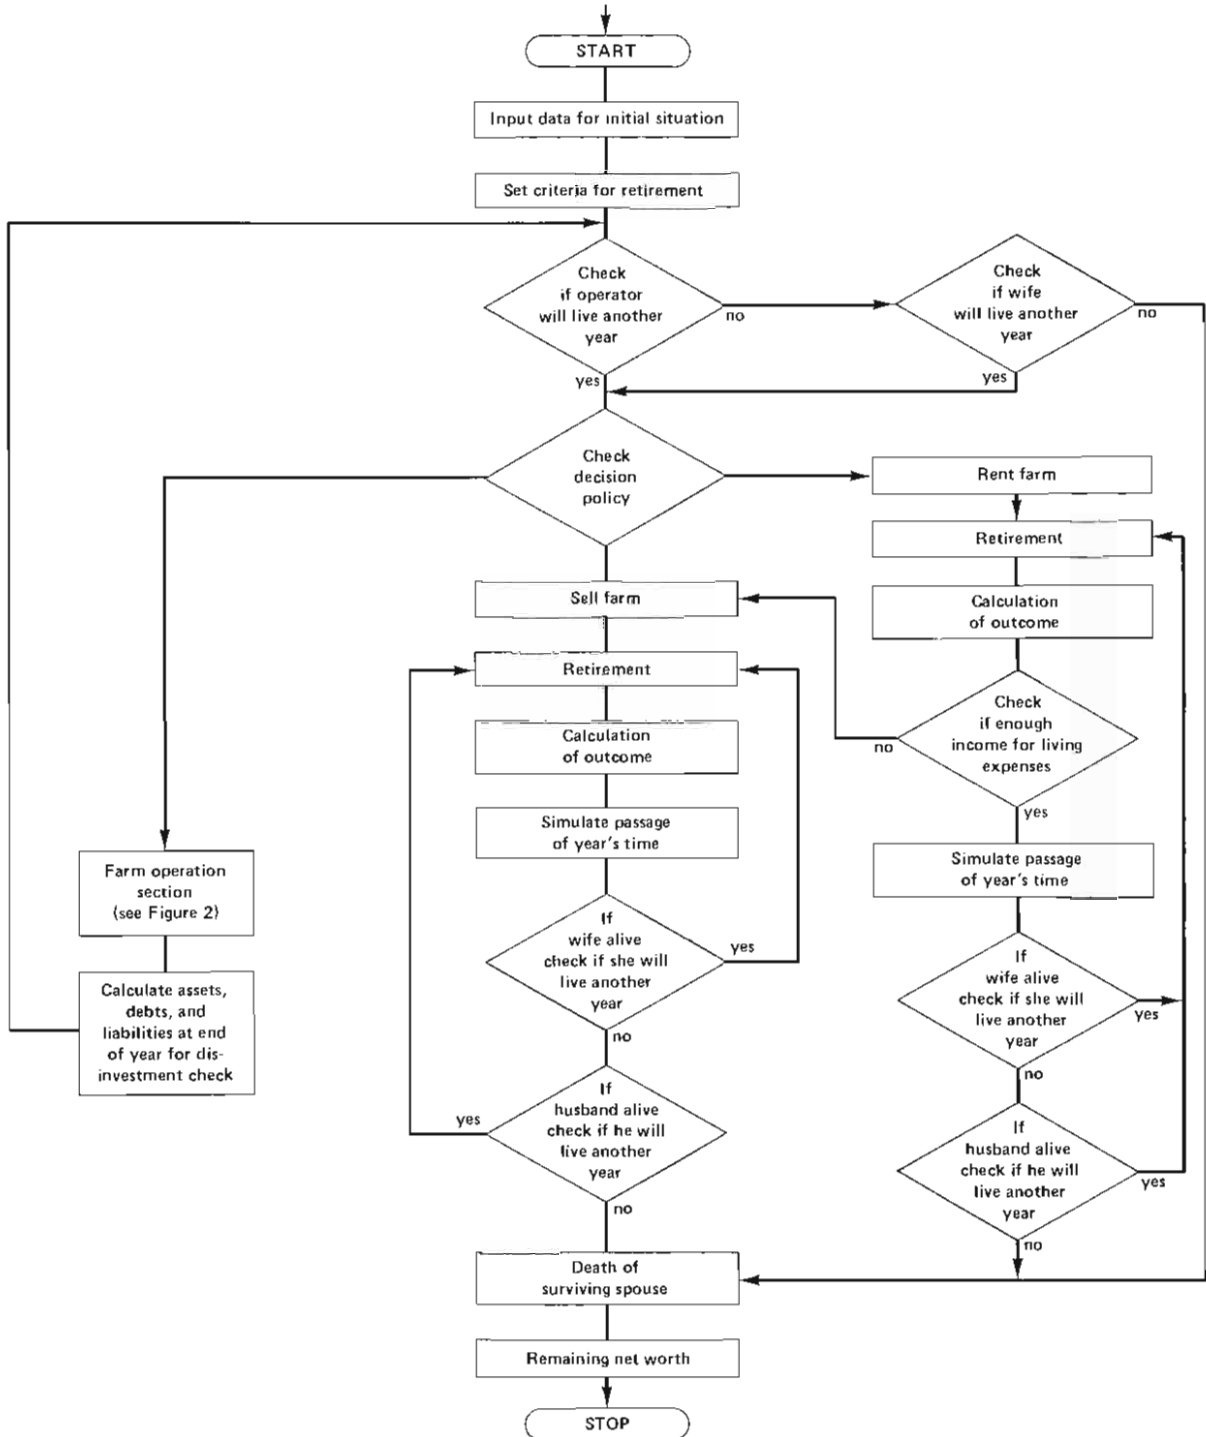 START
Input data for initial situation
Set criteria for retirement
Check
if operator
will live another
year
no
yes
Check
if wife
will live another
year
no
yes
Check
decision
policy
Rent farm
Retirement
Calculation
of outcome
Check
if enough
income for living
expenses
no
yes
Simulate passage
of year's time
If
wife alive
check if she will
live another
year
yes
no
If
husband alive
check if he will
live another
year
yes
no
Sell farm
Retirement
Calculation
of outcome
Simulate passage
of year's time
If
wife alive
check if she will
live another
year
yes
no
If
husband alive
check if he will
live another
year
yes
no
Farm operation
section
(see Figure 2)
Calculate assets,
debts, and
liabilities at end
of year for dis-
investment check
Death of
surviving spouse
Remaining net worth
STOP